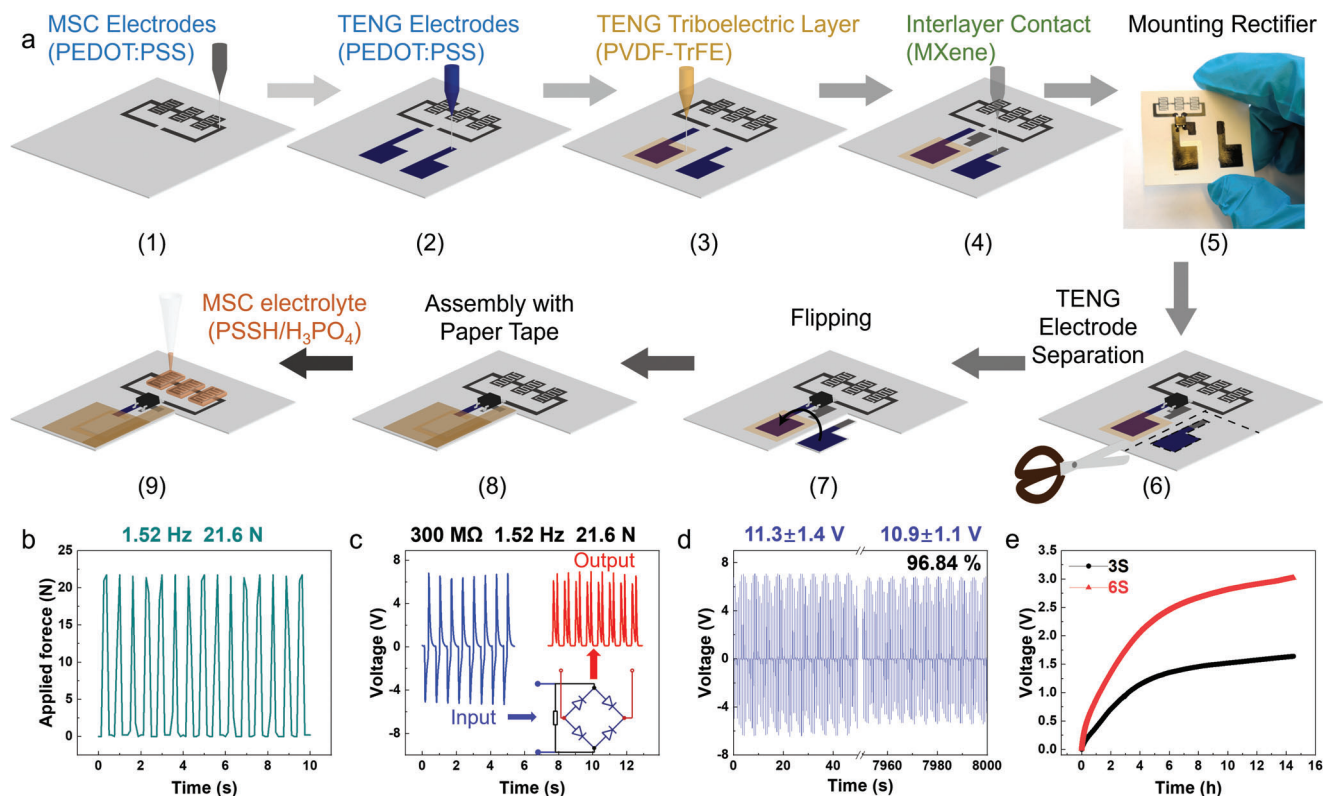 a
MSC Electrodes
(PEDOT:PSS)
TENG Electrodes
(PEDOT:PSS)
TENG Triboelectric Layer
(PVDF-TrFE)
Interlayer Contact
(MXene)
Mounting Rectifier
(1)
(2)
(3)
(4)
(5)
MSC electrolyte
(PSSH/H₃PO₄)
Assembly with
Paper Tape
Flipping
TENG
Electrode
Separation
(9)
(8)
(7)
(6)
b
1.52 Hz 21.6 N
25
20
15
10
5
0
Applied forece (N)
0 2 4 6 8 10
Time (s)
c
300 MΩ 1.52 Hz 21.6 N
Output
Input
8
4
0
-4
-8
Voltage (V)
0 2 4 6 8 10 12
Time (s)
d
11.3±1.4 V 10.9±1.1 V
96.84 %
8
4
0
-4
-8
Voltage (V)
0 20 40 7960 7980 8000
Time (s)
e
3S
6S
3.5
3.0
2.5
2.0
1.5
1.0
0.5
0.0
Voltage (V)
0 2 4 6 8 10 12 14 16
Time (h)